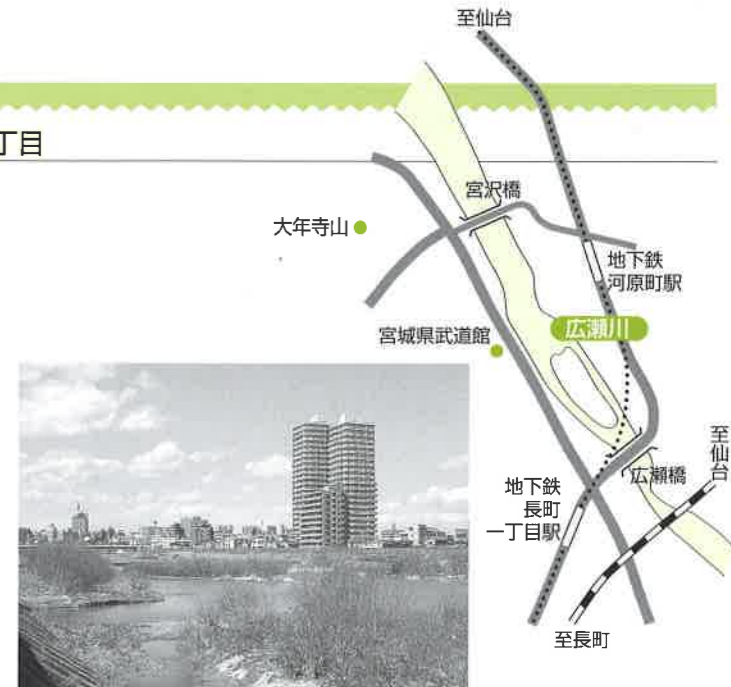 至仙台
丁目
宮沢橋
大年寺山
地下鉄
河原町駅
広瀬川
宮城県武道館
至仙台
広瀬橋
地下鉄
長町
一丁目駅
至長町